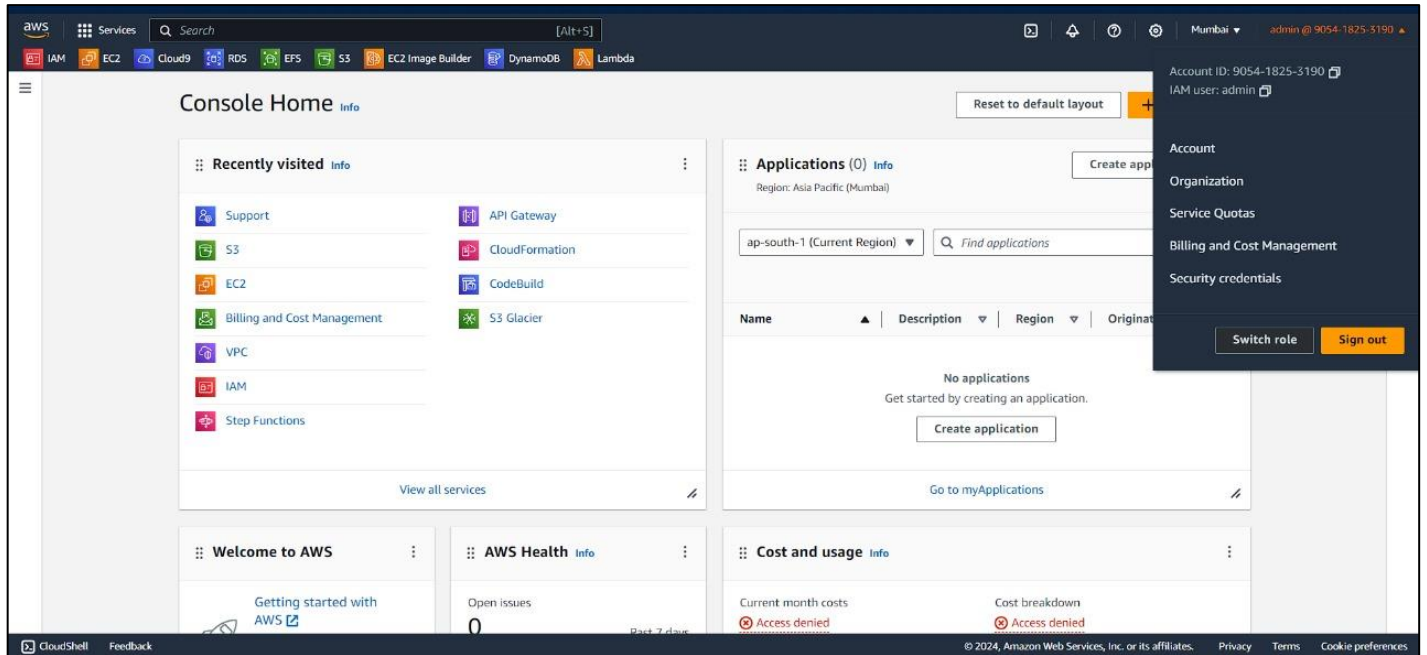 aws
Services
Search
[Alt+S]
Mumbai
admin @ 9054-1825-3190
IAM
EC2
Cloud9
RDS
EFS
S3
EC2 Image Builder
DynamoDB
Lambda
Account ID: 9054-1825-3190
IAM user: admin
Account
Organization
Service Quotas
Billing and Cost Management
Security credentials
Switch role
Sign out
Console Home Info
Reset to default layout
+
Recently visited Info
Support
S3
EC2
Billing and Cost Management
VPC
IAM
Step Functions
API Gateway
CloudFormation
CodeBuild
S3 Glacier
View all services
Applications (0) Info
Region: Asia Pacific (Mumbai)
Create app
ap-south-1 (Current Region)
Find applications
Name
Description
Region
Originat
No applications
Get started by creating an application.
Create application
Go to myApplications
Welcome to AWS
Getting started with
AWS
AWS Health Info
Open issues
0
Past 7 days
Cost and usage Info
Current month costs
Access denied
Cost breakdown
Access denied
CloudShell
Feedback
© 2024, Amazon Web Services, Inc. or its affiliates.
Privacy
Terms
Cookie preferences